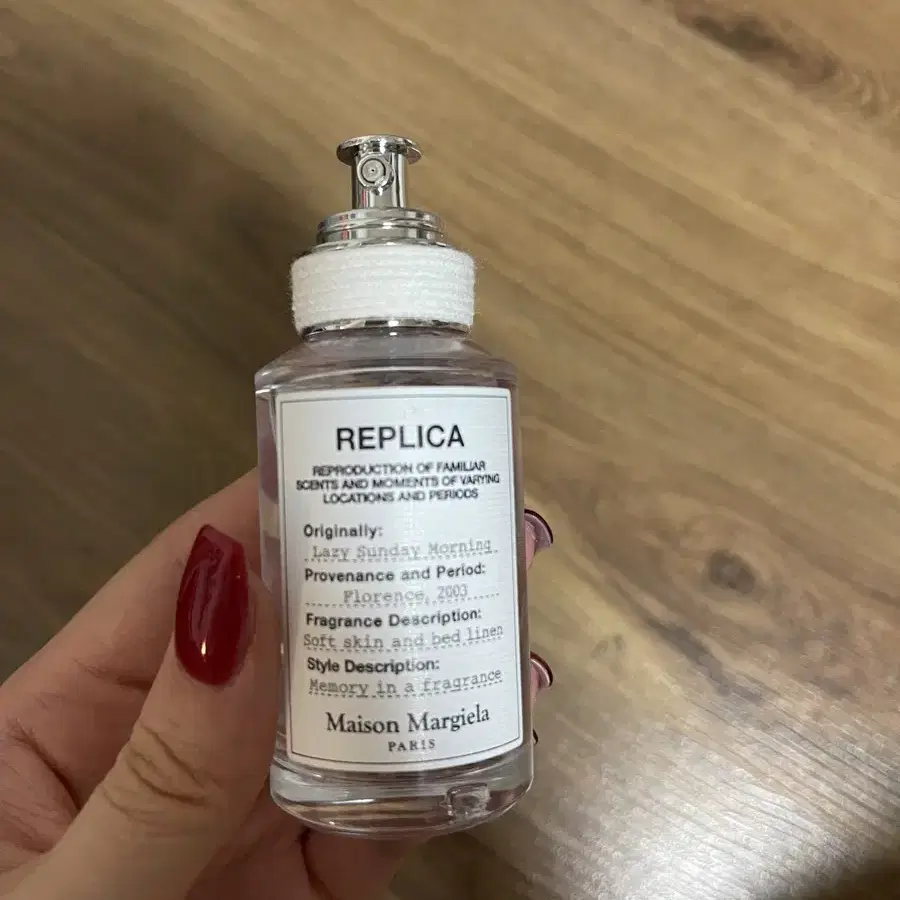 REPLICA
REPRODUCTION OF FAMILIAR
SCENTS AND MOMENTS OF VARYING
LOCATIONS AND PERIODS
Originally:
Lazy Sunday Morning
Provenance and Period:
Florence, 2003
Fragrance Description:
Soft skin and bed linen
Style Description:
Memory in a fragrance
Maison Margiela
PARIS